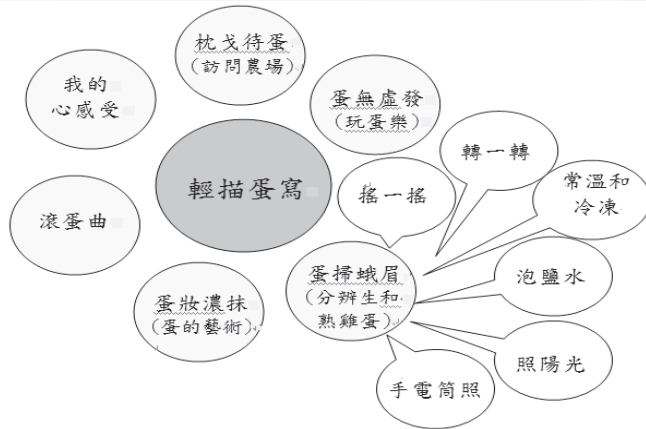 枕戈待蛋
(訪問農場)
我的
心感受
蛋無虛發
(玩蛋樂)
轉一轉
輕描蛋寫
搖一搖
常溫和
冷凍
滾蛋曲
蛋掃蛾眉
(分辨生和
熟雞蛋)
泡鹽水
蛋妝濃抹
(蛋的藝術)
照陽光
手電筒照